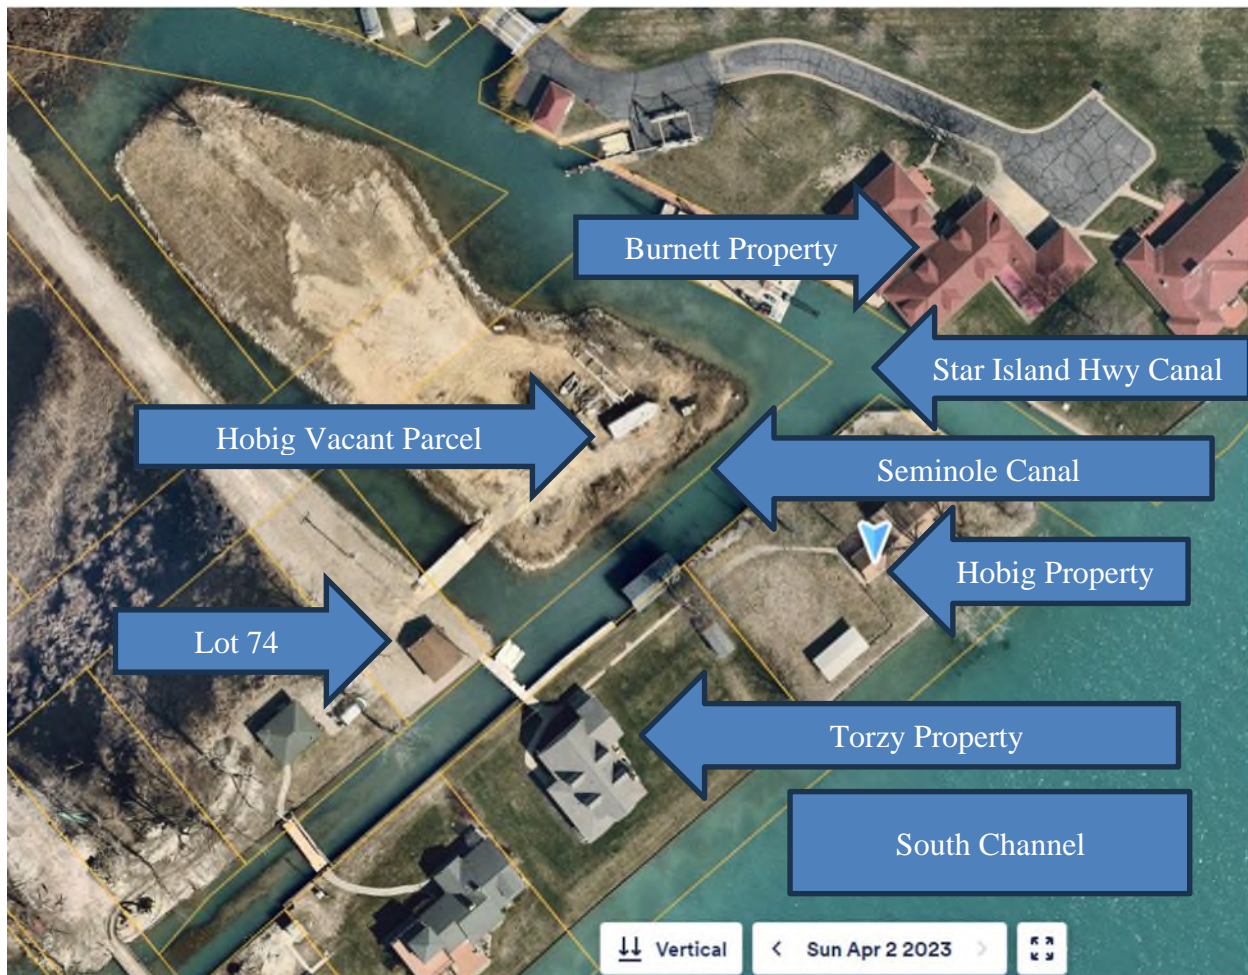 Burnett Property
Star Island Hwy Canal
Hobig Vacant Parcel
Seminole Canal
Hobig Property
Lot 74
Torzy Property
South Channel
Vertical
Sun Apr 2 2023